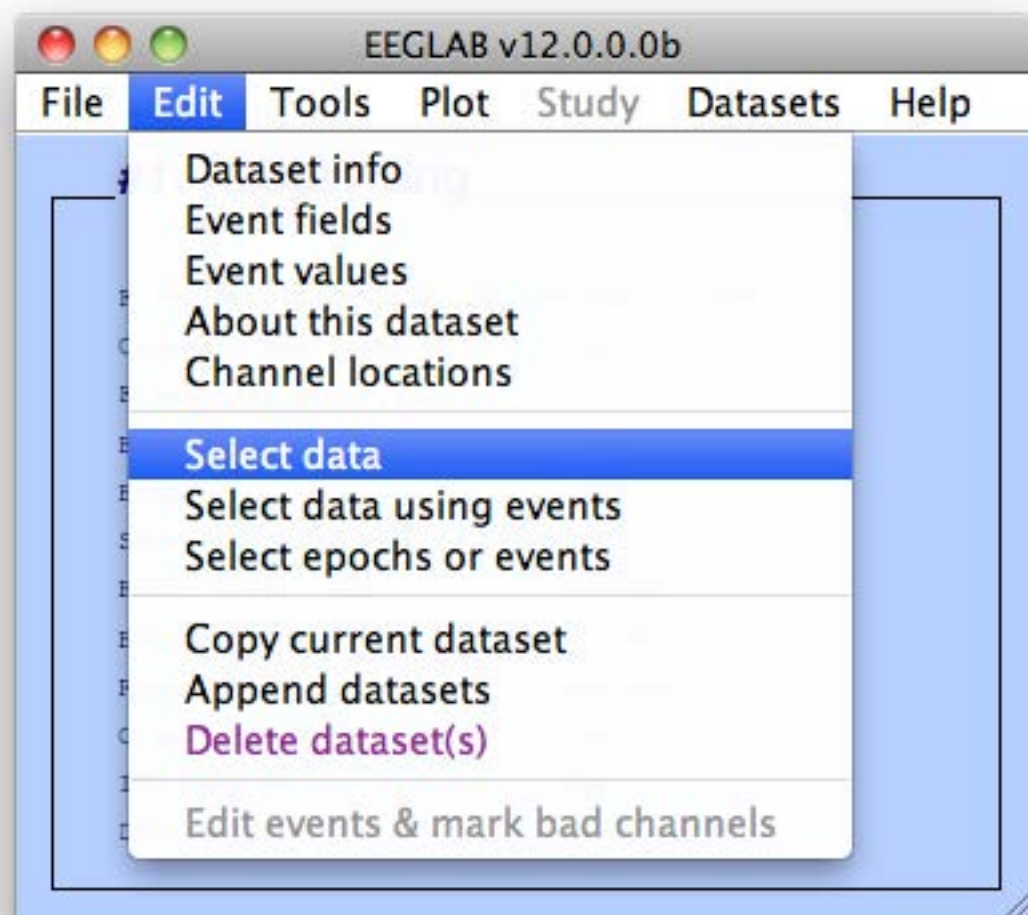 EEGLAB v12.0.0.0b
File Edit Tools Plot Study Datasets Help
Dataset info
Event fields
Event values
About this dataset
Channel locations
Select data
Select data using events
Select epochs or events
Copy current dataset
Append datasets
Delete dataset(s)
Edit events & mark bad channels